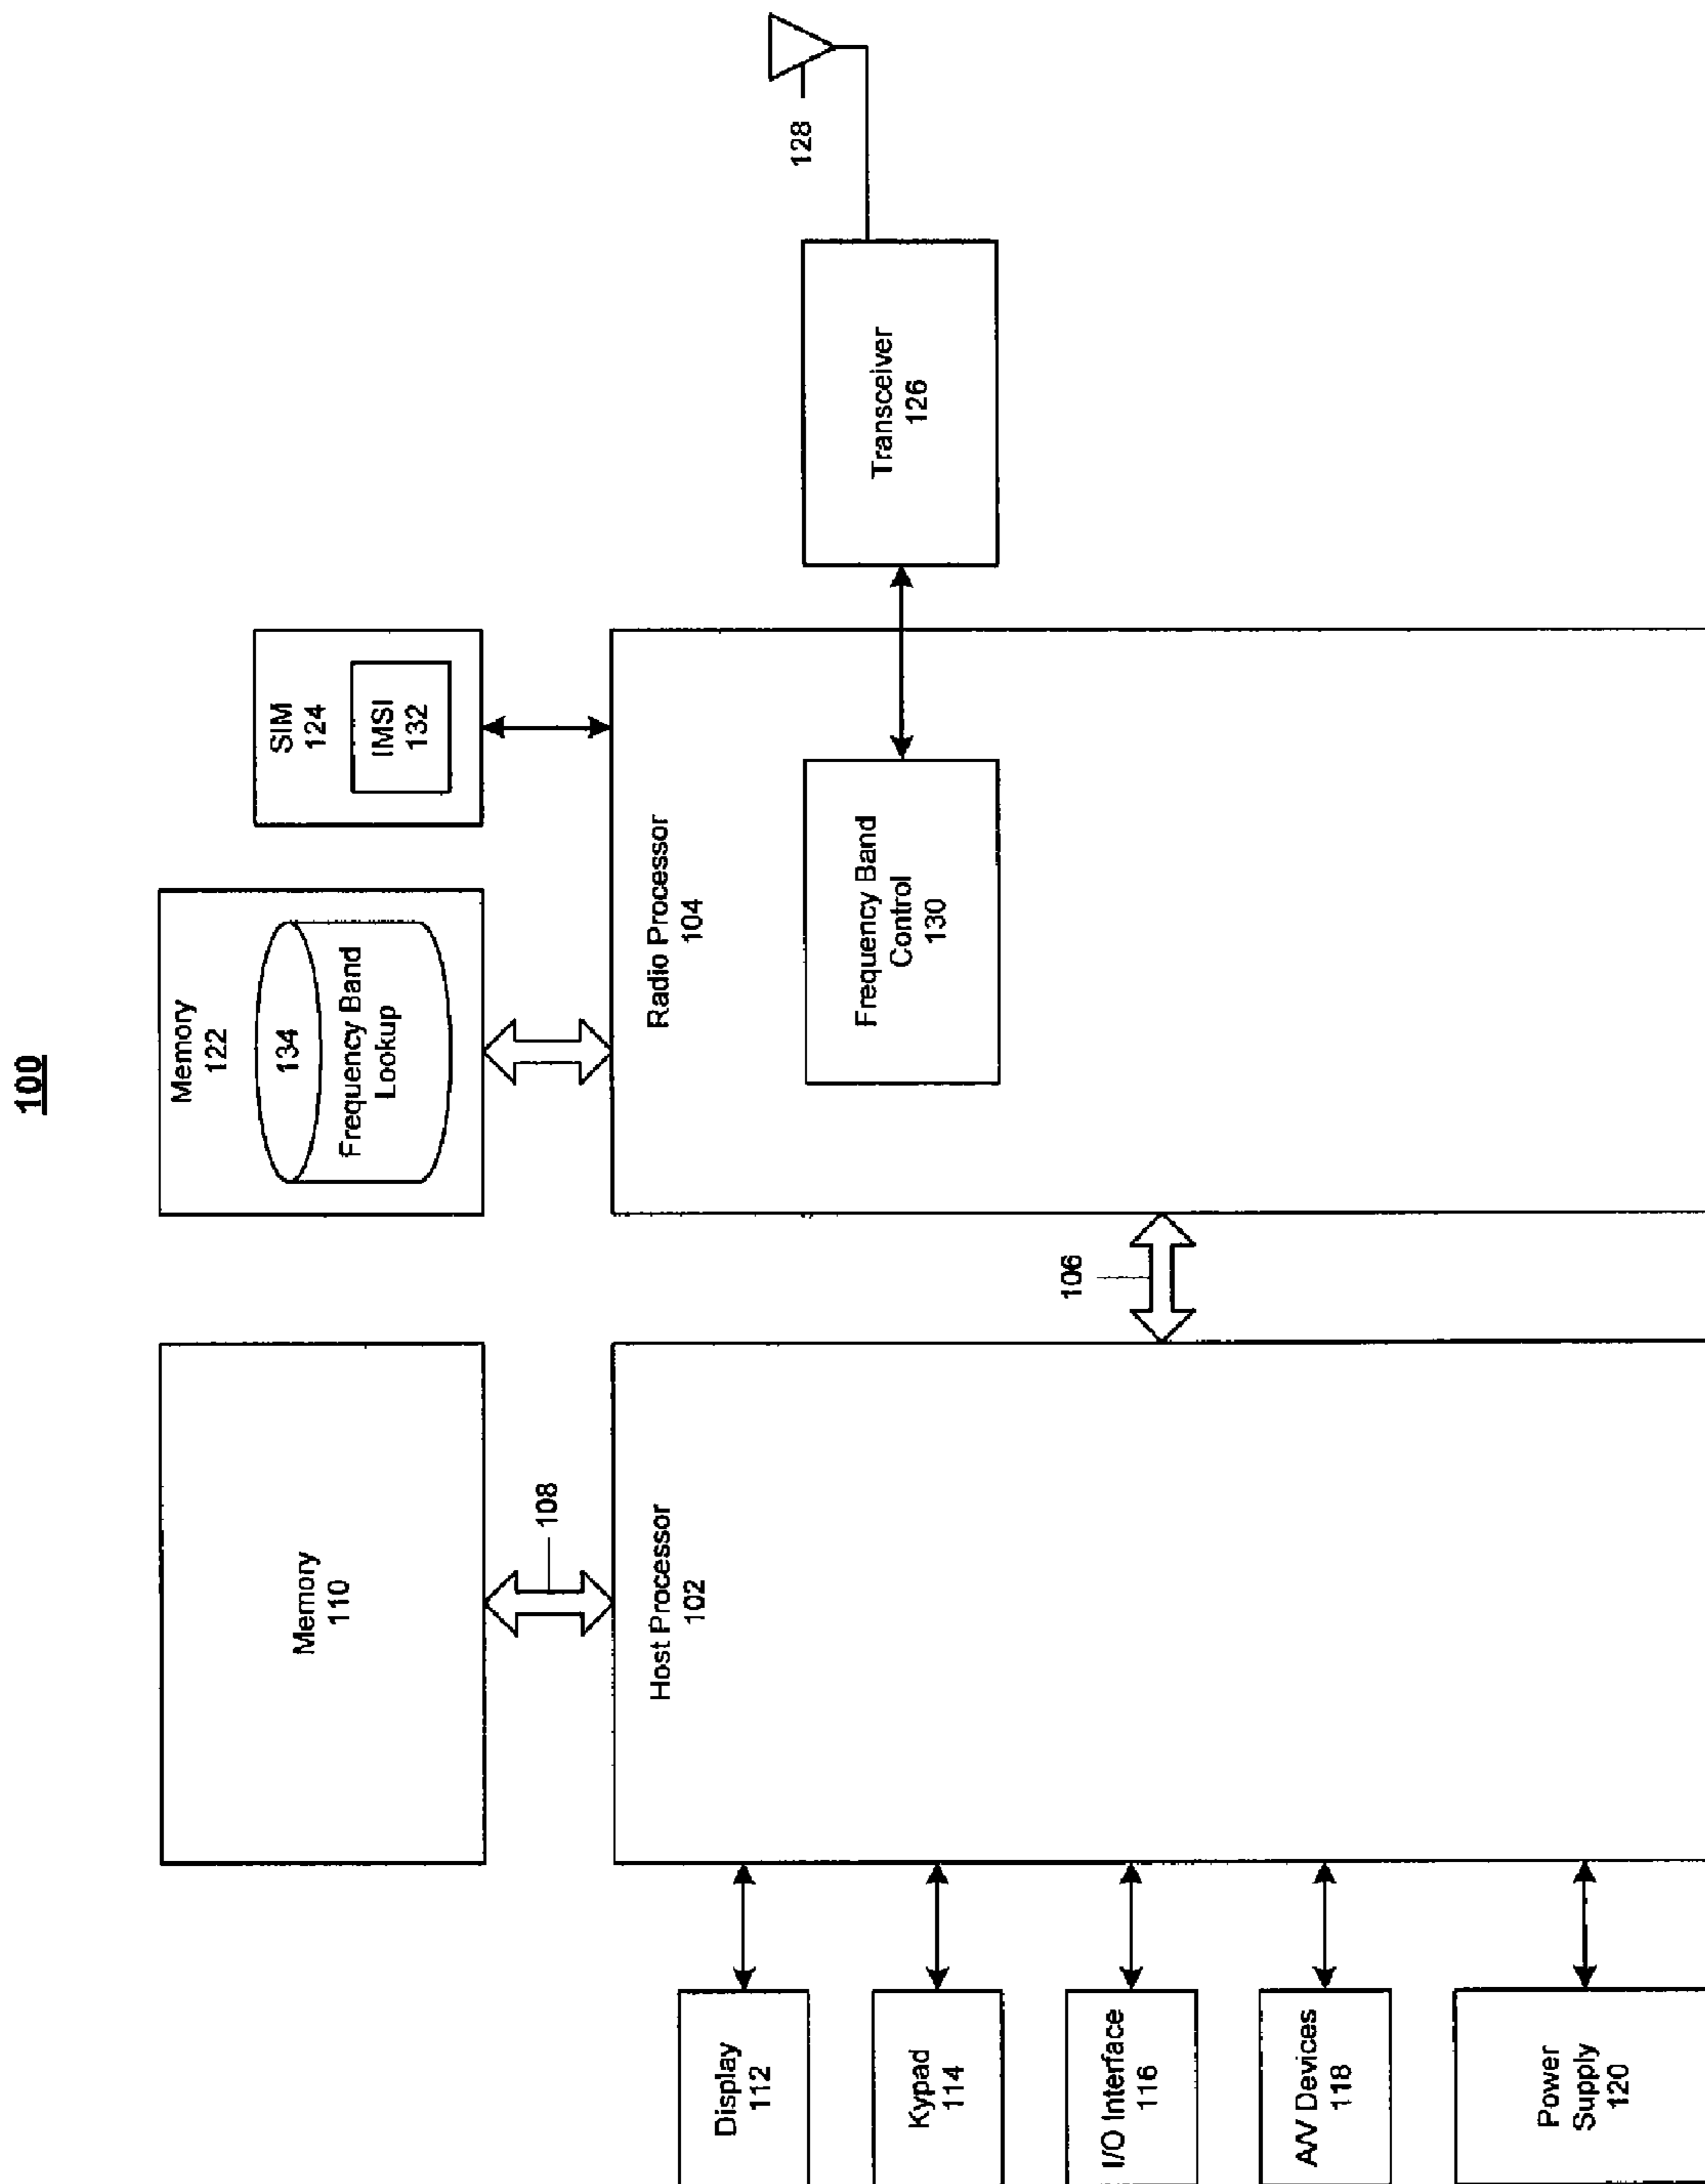 100
Memory
110
108
Memory
122
134
Frequency Band
Lookup
SIM
124
IMSI
132
Host Processor
102
106
Radio Processor
104
Frequency Band
Control
130
Transceiver
126
128
Display
112
Kypad
114
I/O Interface
116
A/V Devices
118
Power
Supply
120